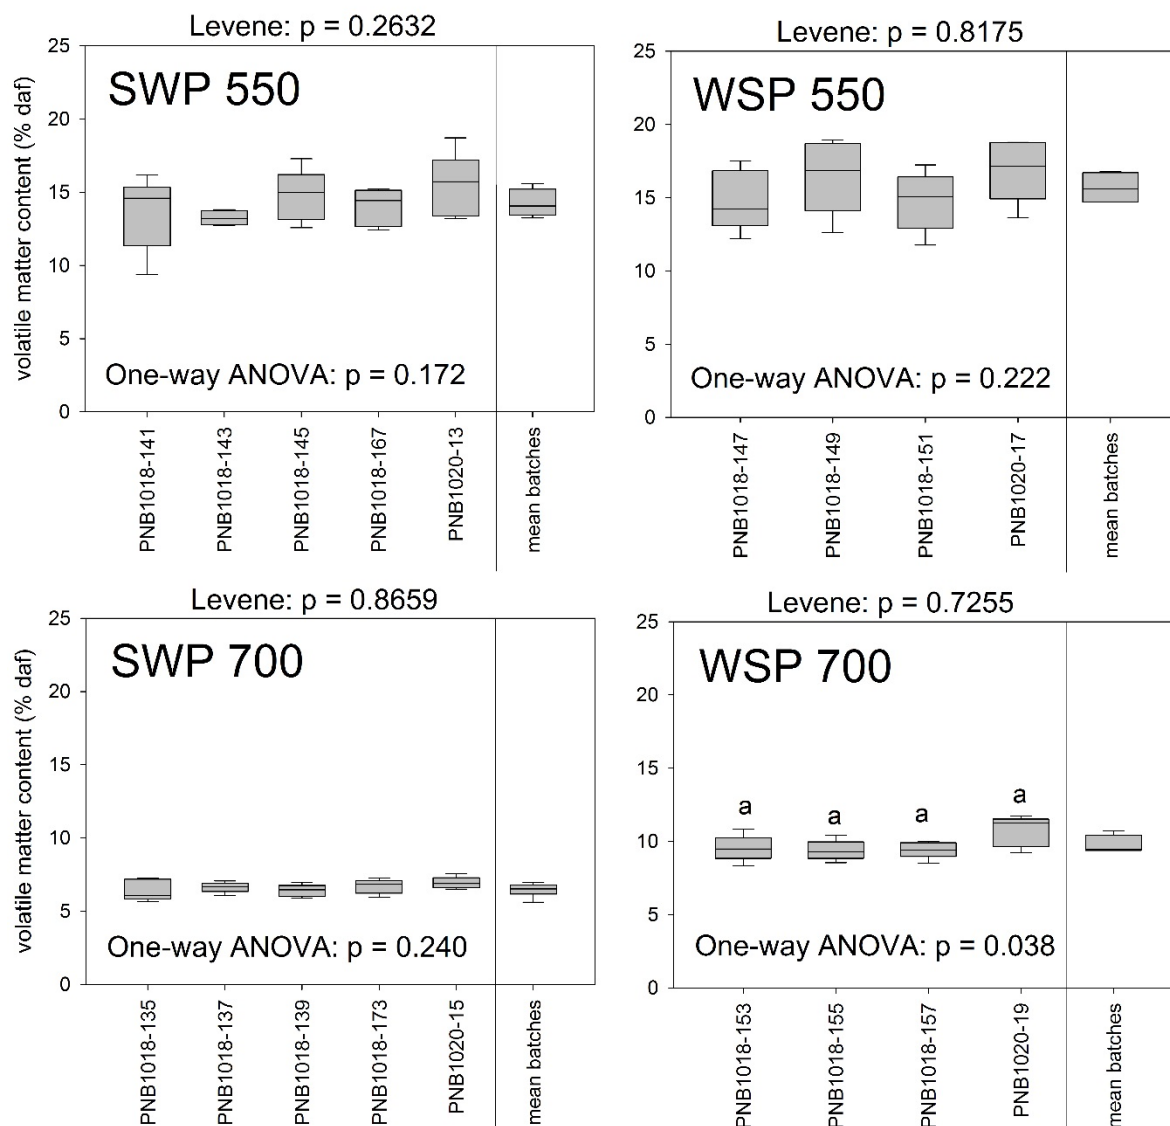 Levene: p = 0.2632
25
20
15
10
5
0
volatile matter content (% daf)
SWP 550
One-way ANOVA: p = 0.172
PNB1018-141
PNB1018-143
PNB1018-145
PNB1018-167
PNB1020-13
mean batches
Levene: p = 0.8175
25
20
15
10
5
0
WSP 550
One-way ANOVA: p = 0.222
PNB1018-147
PNB1018-149
PNB1018-151
PNB1020-17
mean batches
Levene: p = 0.8659
25
20
15
10
5
0
volatile matter content (% daf)
SWP 700
One-way ANOVA: p = 0.240
PNB1018-135
PNB1018-137
PNB1018-139
PNB1018-173
PNB1020-15
mean batches
Levene: p = 0.7255
25
20
15
10
5
0
WSP 700
a
a
a
a
One-way ANOVA: p = 0.038
PNB1018-153
PNB1018-155
PNB1018-157
PNB1020-19
mean batches